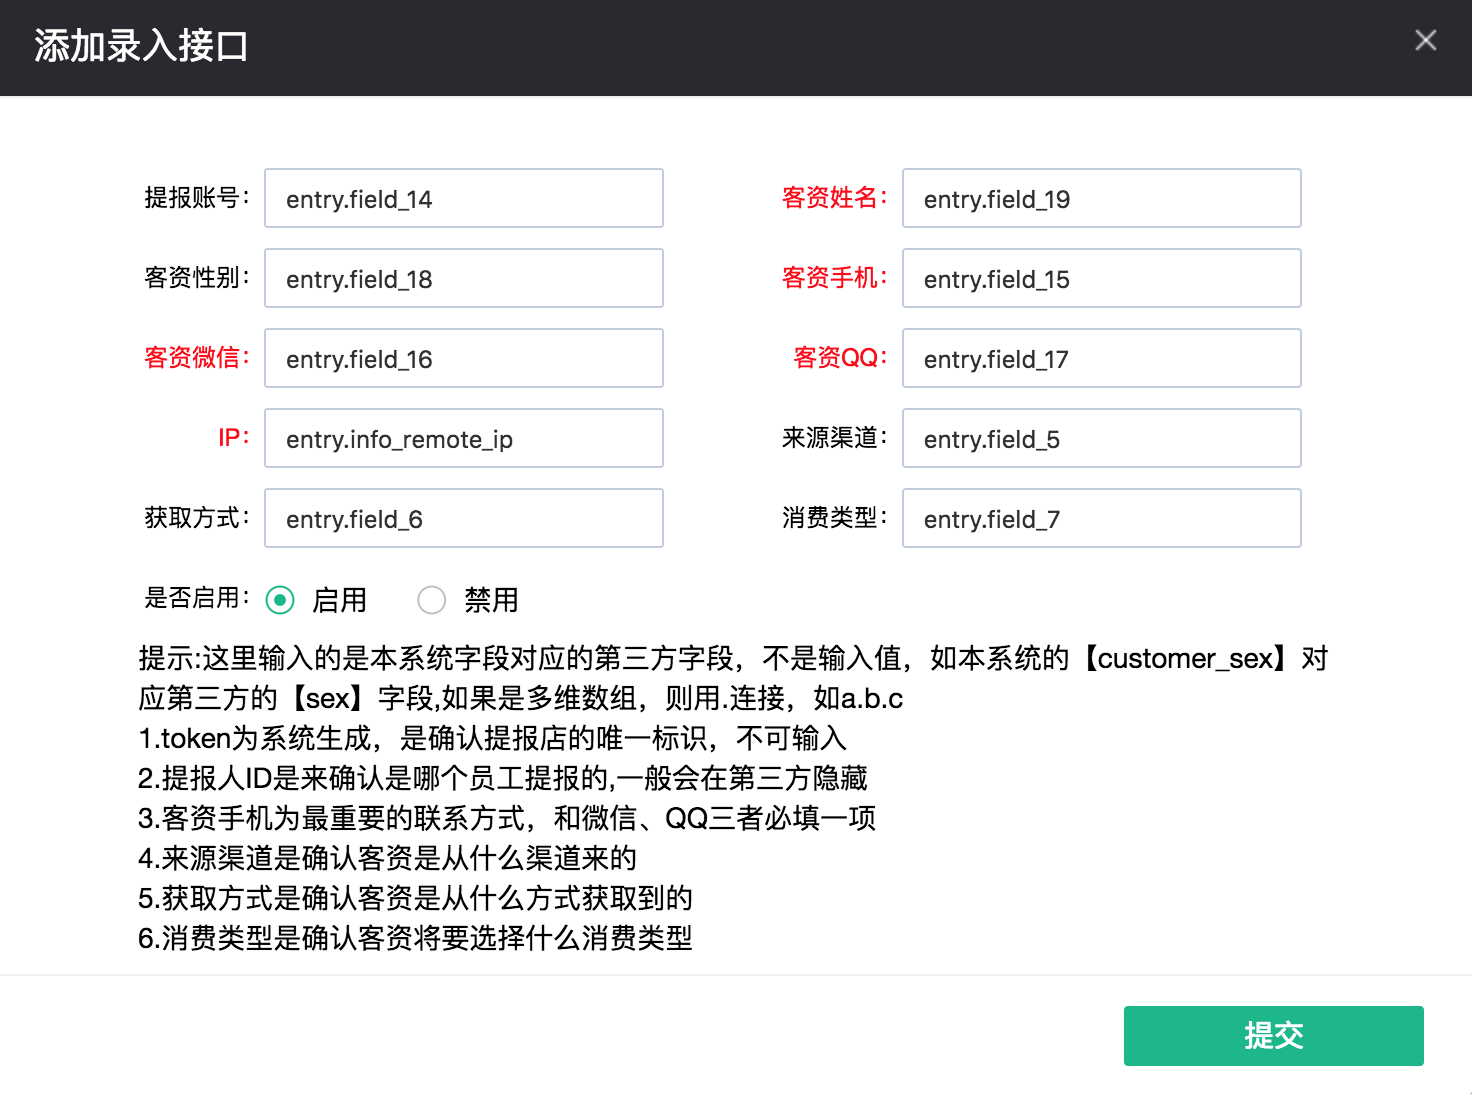 添加录入接口
提报账号： entry.field_14 客资姓名： entry.field_19
客资性别： entry.field_18 客资手机： entry.field_15
客资微信： entry.field_16 客资QQ： entry.field_17
IP： entry.info_remote_ip 来源渠道： entry.field_5
获取方式： entry.field_6 消费类型： entry.field_7
是否启用： 启用 禁用
提示:这里输入的是本系统字段对应的第三方字段，不是输入值，如本系统的【customer_sex】对
应第三方的【sex】字段,如果是多维数组，则用.连接，如a.b.c
1.token为系统生成，是确认提报店的唯一标识，不可输入
2.提报人ID是来确认是哪个员工提报的,一般会在第三方隐藏
3.客资手机为最重要的联系方式，和微信、QQ三者必填一项
4.来源渠道是确认客资是从什么渠道来的
5.获取方式是确认客资是从什么方式获取到的
6.消费类型是确认客资将要选择什么消费类型
提交